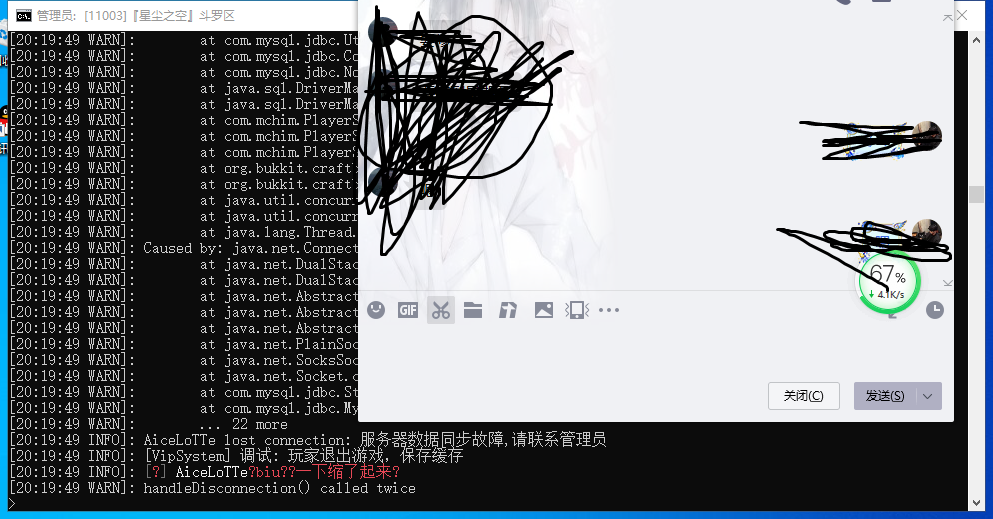 管理员: [11003]『星尘之空』斗罗区
[20:19:49 WARN]: at com.mysql.jdbc.Ut
[20:19:49 WARN]: at com.mysql.jdbc.Co
[20:19:49 WARN]: at com.mysql.jdbc.No
[20:19:49 WARN]: at java.sql.DriverMa
[20:19:49 WARN]: at java.sql.DriverMa
[20:19:49 WARN]: at com.mchim.PlayerS
[20:19:49 WARN]: at com.mchim.PlayerS
[20:19:49 WARN]: at com.mchim.PlayerS
[20:19:49 WARN]: at org.bukkit.craft
[20:19:49 WARN]: at org.bukkit.craft
[20:19:49 WARN]: at java.util.concur
[20:19:49 WARN]: at java.util.concur
[20:19:49 WARN]: at java.lang.Thread.
[20:19:49 WARN]: Caused by: java.net.Connect
[20:19:49 WARN]: at java.net.DualStac
[20:19:49 WARN]: at java.net.DualStac
[20:19:49 WARN]: at java.net.Abstract
[20:19:49 WARN]: at java.net.Abstract
[20:19:49 WARN]: at java.net.Abstract
[20:19:49 WARN]: at java.net.PlainSoc
[20:19:49 WARN]: at java.net.SocksSoc
[20:19:49 WARN]: at java.net.Socket.c
[20:19:49 WARN]: at com.mysql.jdbc.St
[20:19:49 WARN]: at com.mysql.jdbc.My
[20:19:49 WARN]: ... 22 more
[20:19:49 INFO]: AiceLoTTe lost connection: 服务器数据同步故障,请联系管理员
[20:19:49 INFO]: [VipSystem] 调试: 玩家退出游戏, 保存缓存
[20:19:49 INFO]: [?] AiceLoTTe?biu??一下缩了起来?
[20:19:49 WARN]: handleDisconnection() called twice
>
67%
4.1K/s
GIF
关闭(C)
发送(S)